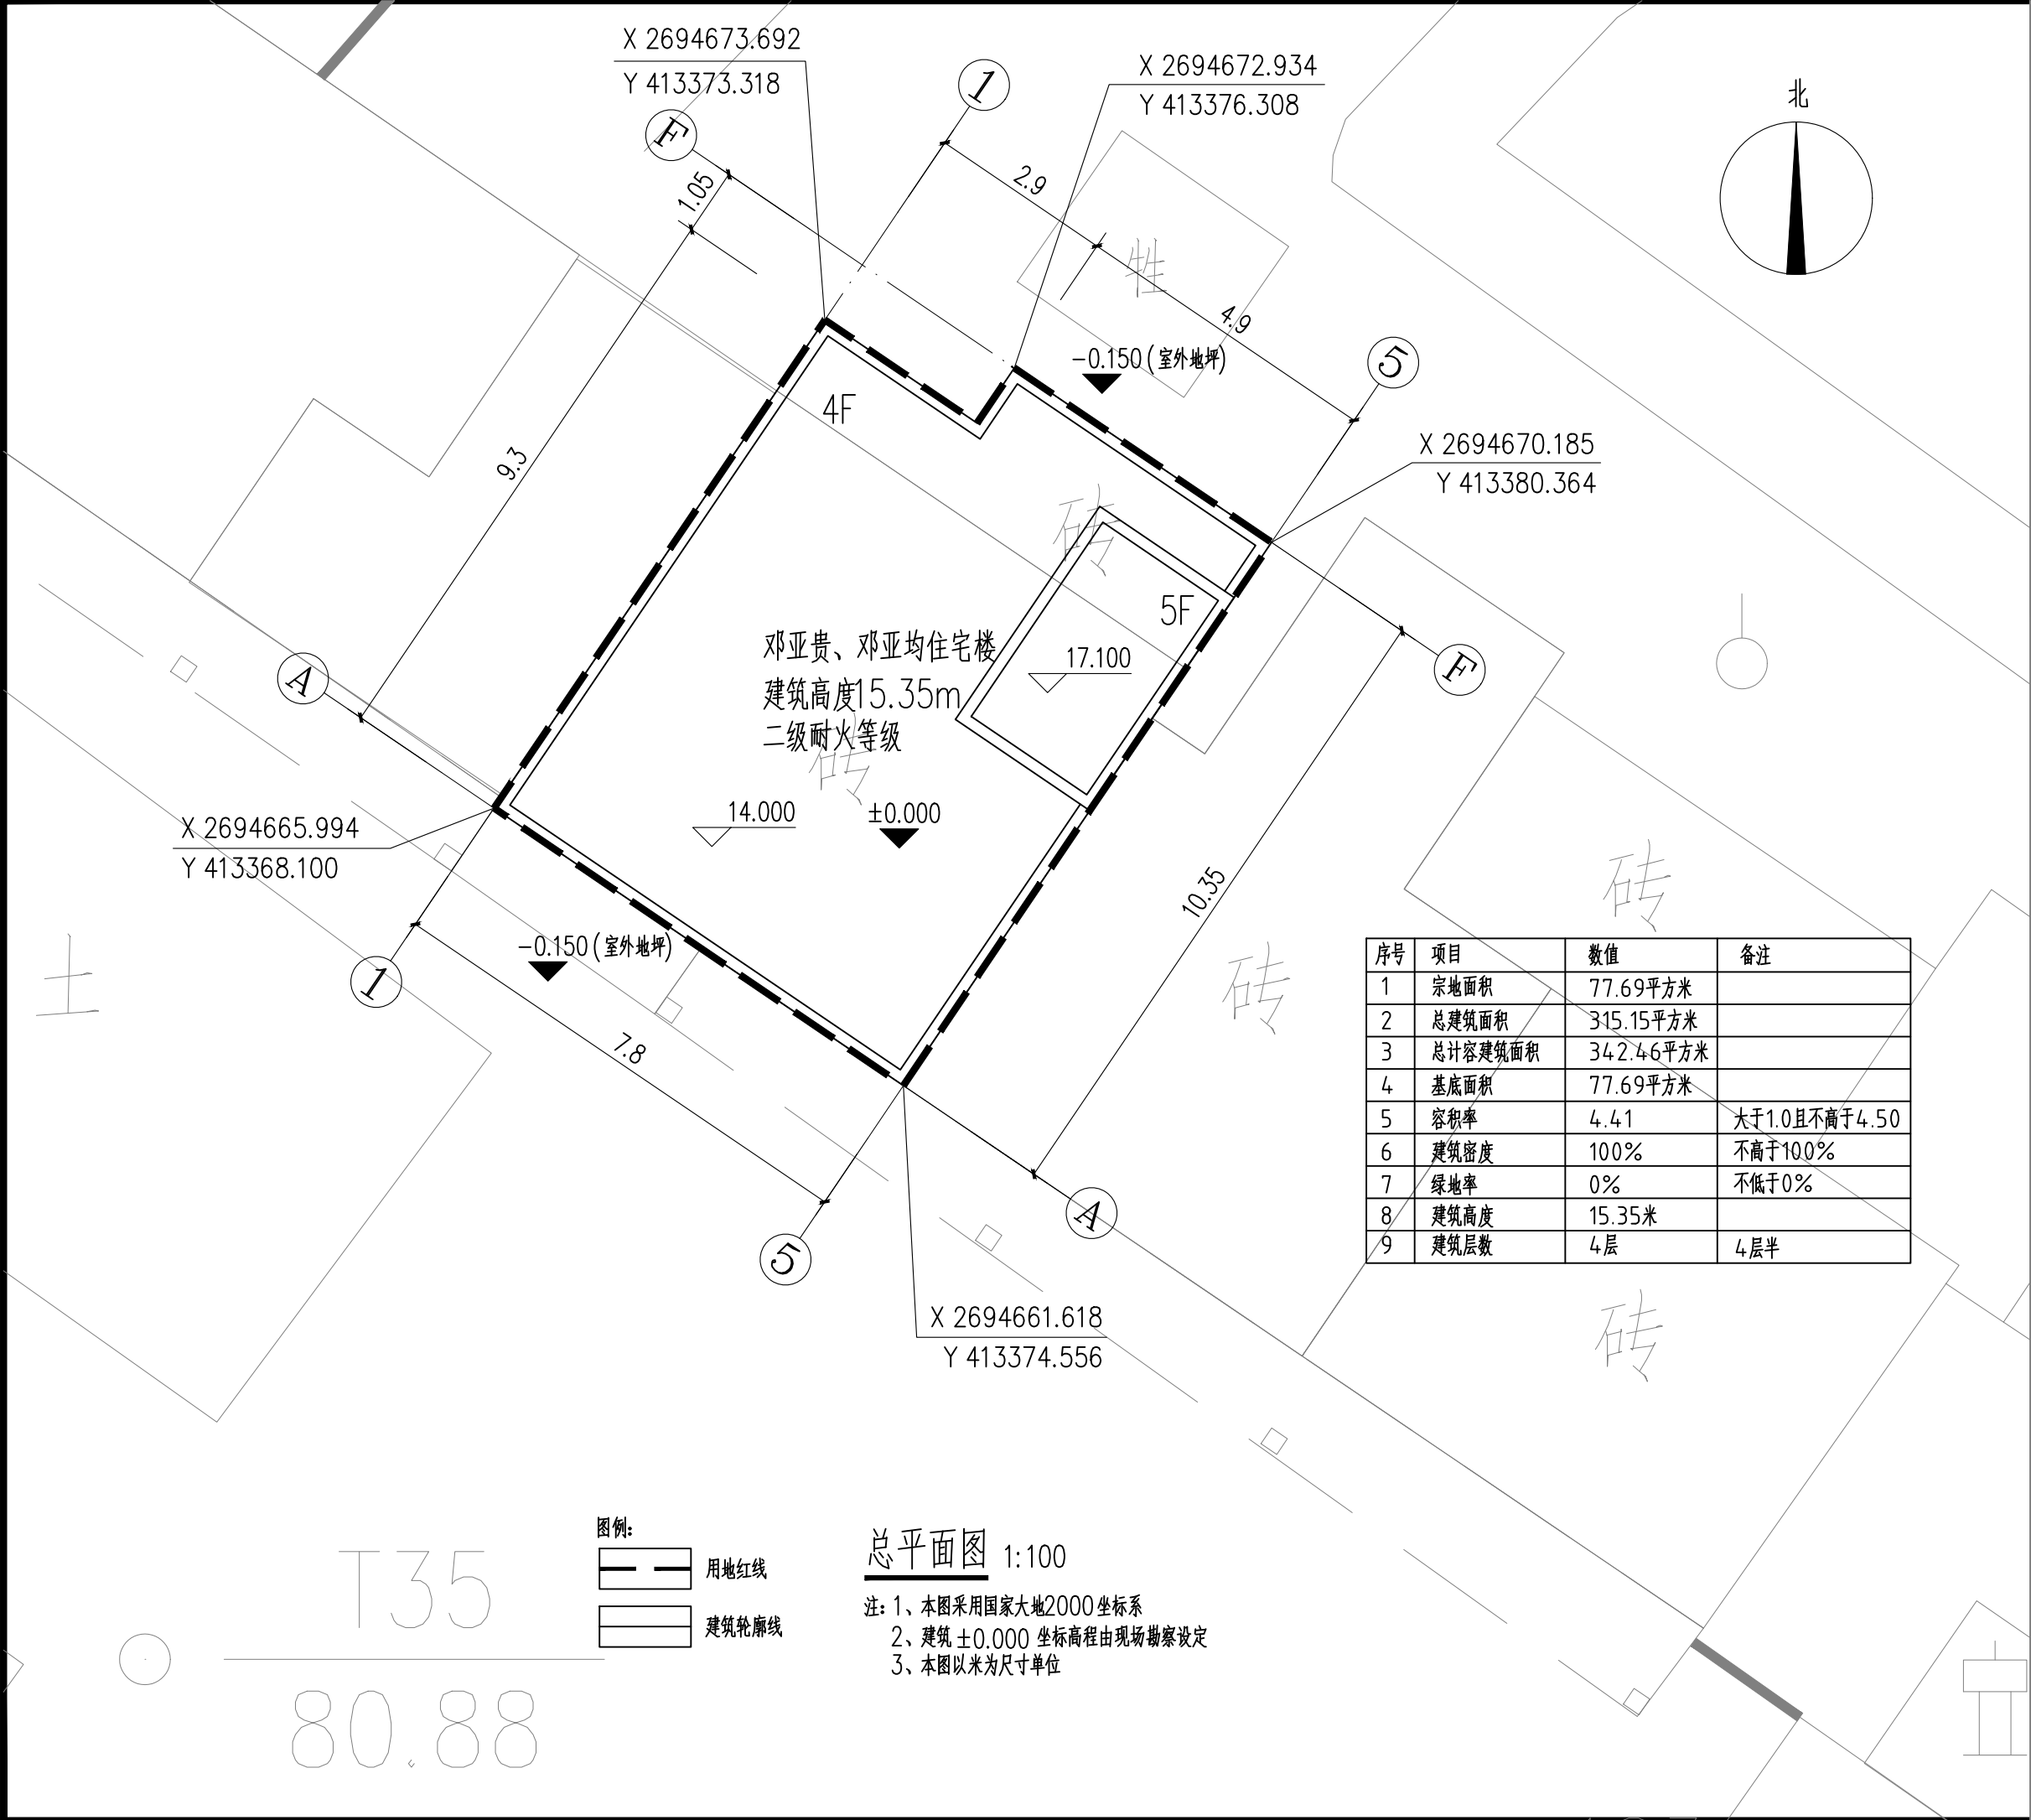 X 2694673.692
Y 413373.318
1
X 2694672.934
Y 413376.308
北
F
1.05
2.9
牲
4.9
-0.150(室外地坪)
5
4F
X 2694670.185
Y 413380.364
9.3
砖
5F
邓亚贵、邓亚均住宅楼
17.100
建筑高度15.35m
二级耐火等级
砖
A
F
14.000
±0.000
X 2694665.994
Y 413368.100
10.35
砖
-0.150(室外地坪)
1
土
砖
7.8
序号 项目 数值 备注
1 宗地面积 77.69平方米
2 总建筑面积 315.15平方米
3 总计容建筑面积 342.46平方米
4 基底面积 77.69平方米
5 容积率 4.41 大于1.0且不高于4.50
6 建筑密度 100% 不高于100%
7 绿地率 0% 不低于0%
8 建筑高度 15.35米
9 建筑层数 4层 4层半
A
5
X 2694661.618
Y 413374.556
砖
图例:
用地红线
建筑轮廓线
总平面图 1:100
注: 1、本图采用国家大地2000坐标系
2、建筑±0.000 坐标高程由现场勘察设定
3、本图以米为尺寸单位
T35
80.88